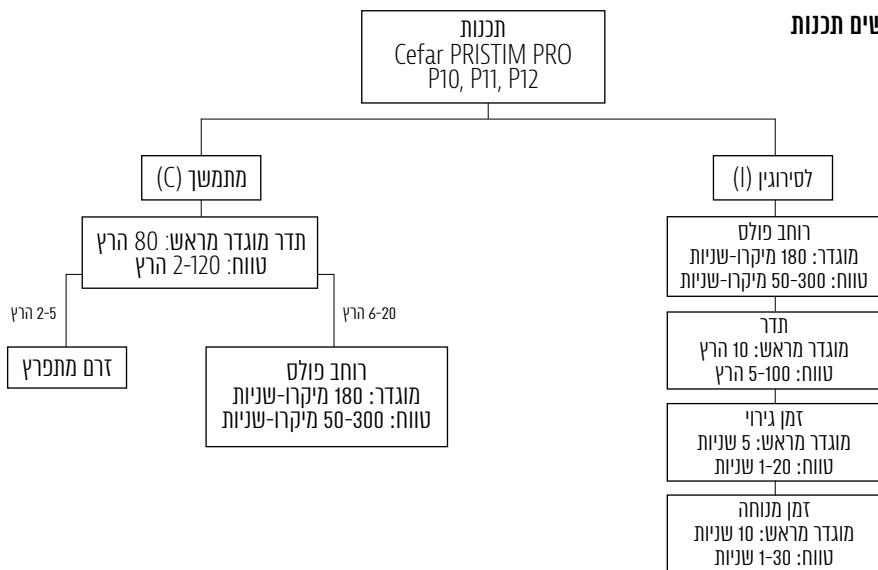 שים תכנות
תכנות
Cefar PRISTIM PRO
P10, P11, P12
לסירוגין (I)
מתמשך (C)
רוחב פולס
מוגדר: 180 מיקרו-שניות
טווח: 50-300 מיקרו-שניות
תדר מוגדר מראש: 80 הרץ
טווח: 2-120 הרץ
6-20 הרץ
2-5 הרץ
תדר
מוגדר מראש: 10 הרץ
טווח: 5-100 הרץ
רוחב פולס
מוגדר: 180 מיקרו-שניות
טווח: 50-300 מיקרו-שניות
זרם מתפרץ
זמן גירוי
מוגדר מראש: 5 שניות
טווח: 1-20 שניות
זמן מנוחה
מוגדר מראש: 10 שניות
טווח: 1-30 שניות